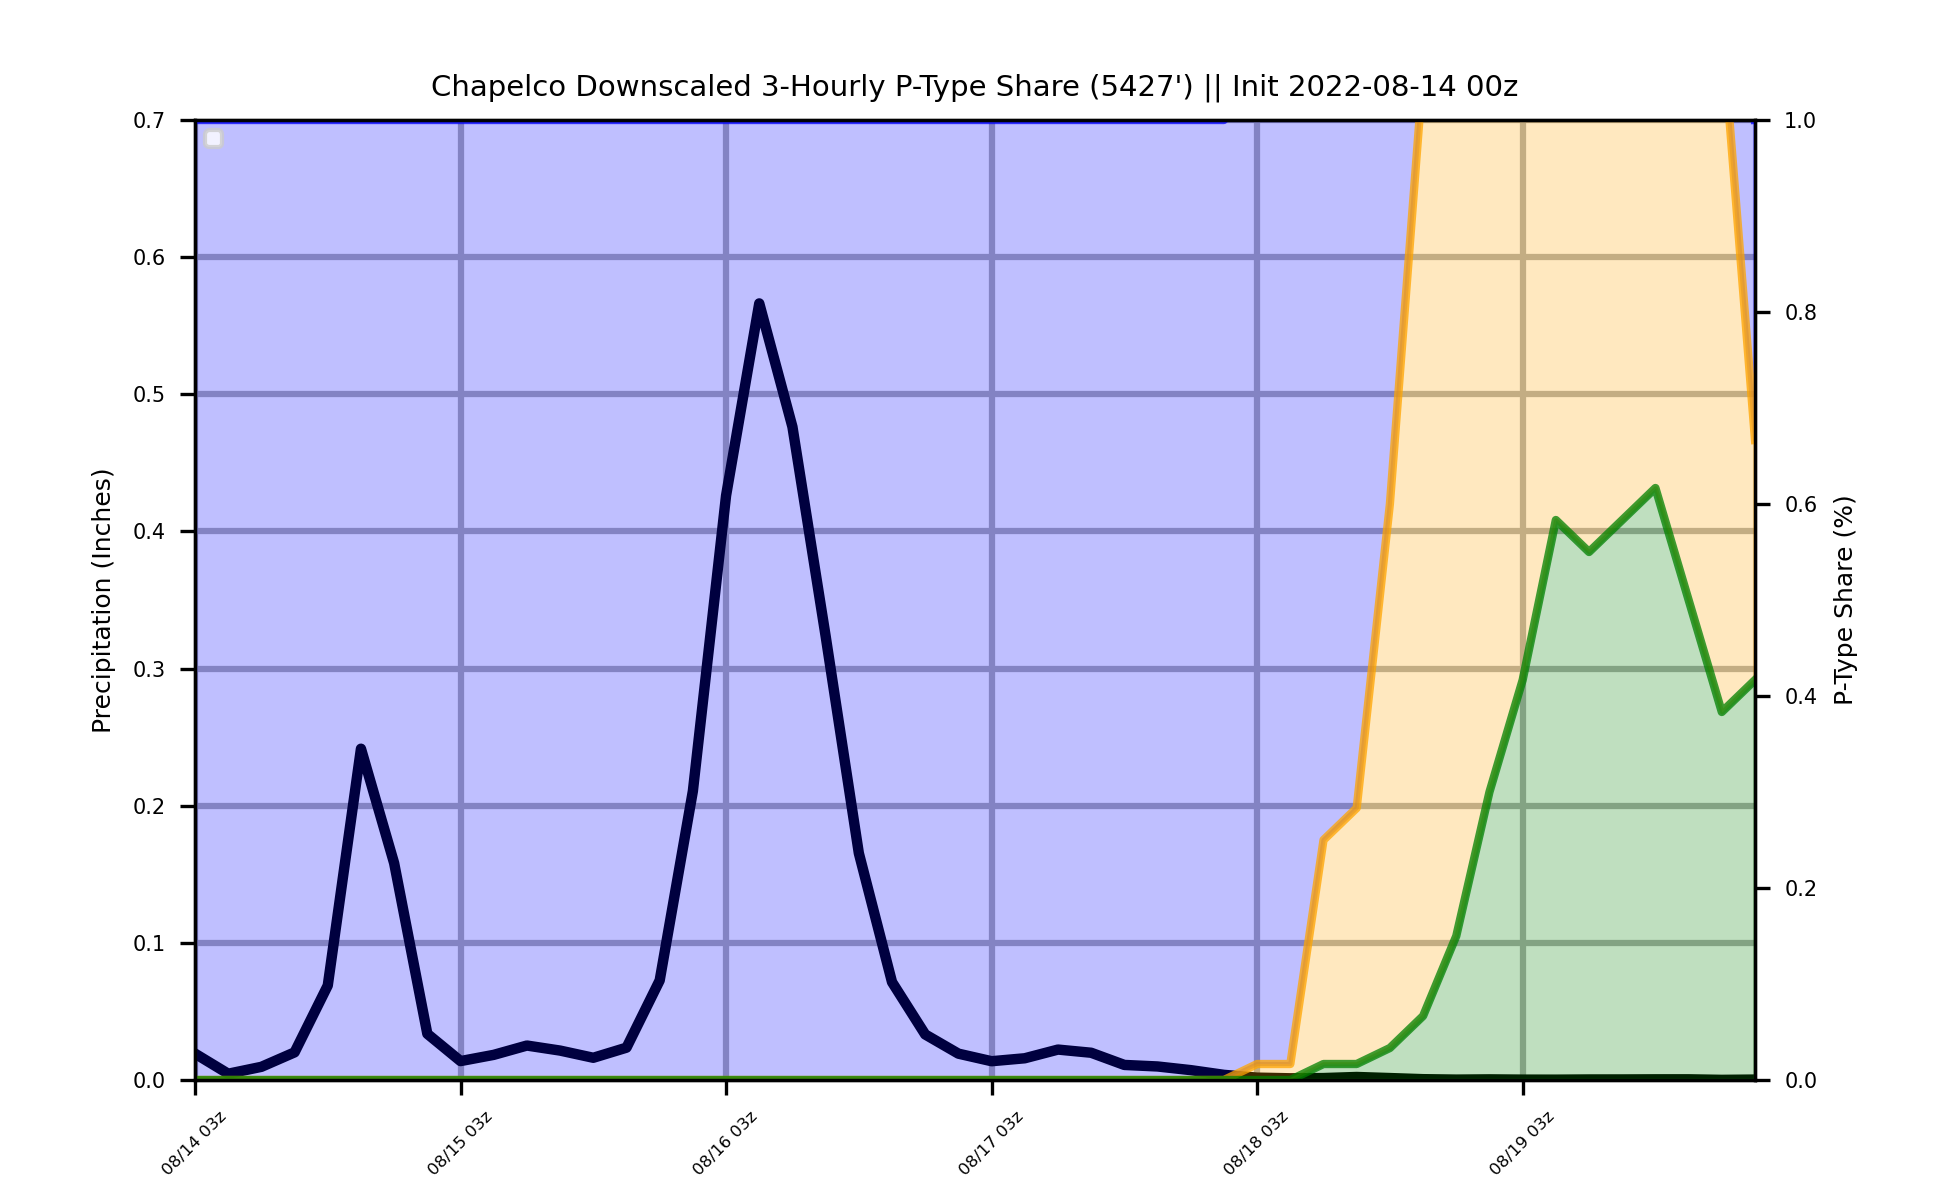 Chapelco Downscaled 3-Hourly P-Type Share (5427') || Init 2022-08-14 00z
0.7
0.6
0.5
0.4
0.3
0.2
0.1
0.0
Precipitation (Inches)
1.0
0.8
0.6
0.4
0.2
0.0
P-Type Share (%)
08/14 03z
08/15 03z
08/16 03z
08/17 03z
08/18 03z
08/19 03z